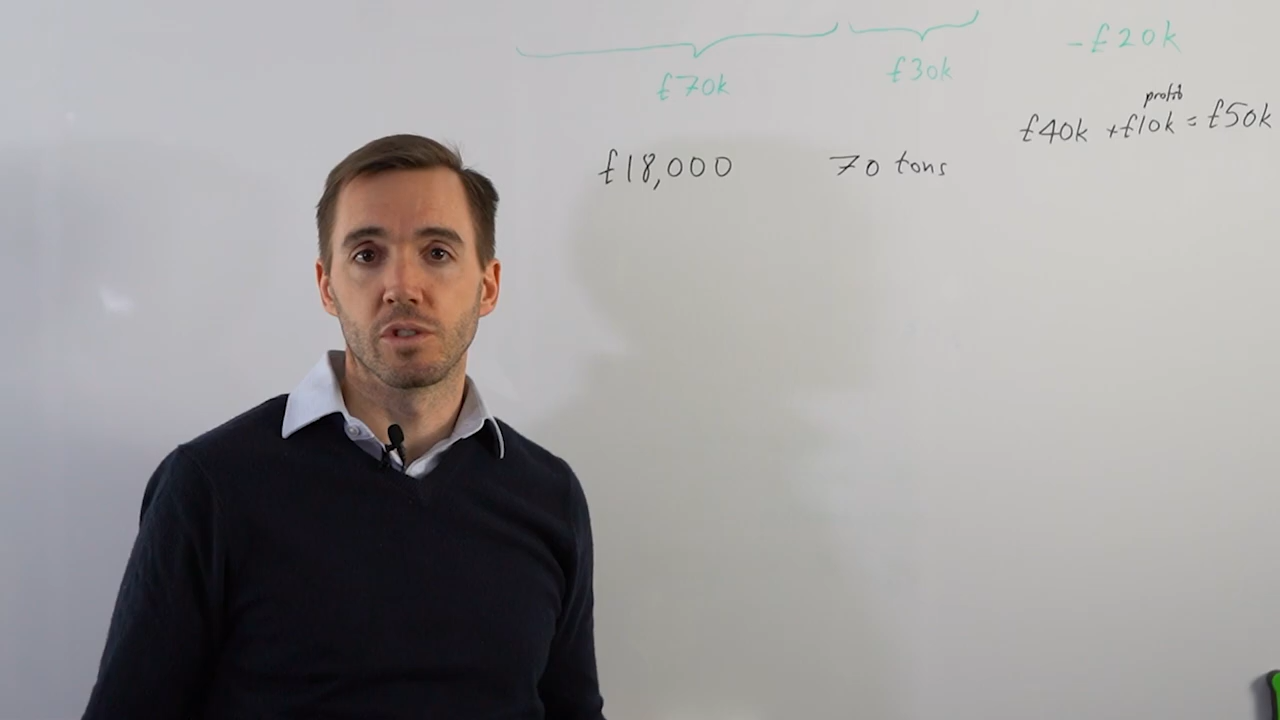 -£20k
£70k £30k
profit
£40k +£10k = £50k
£18,000 70 tons